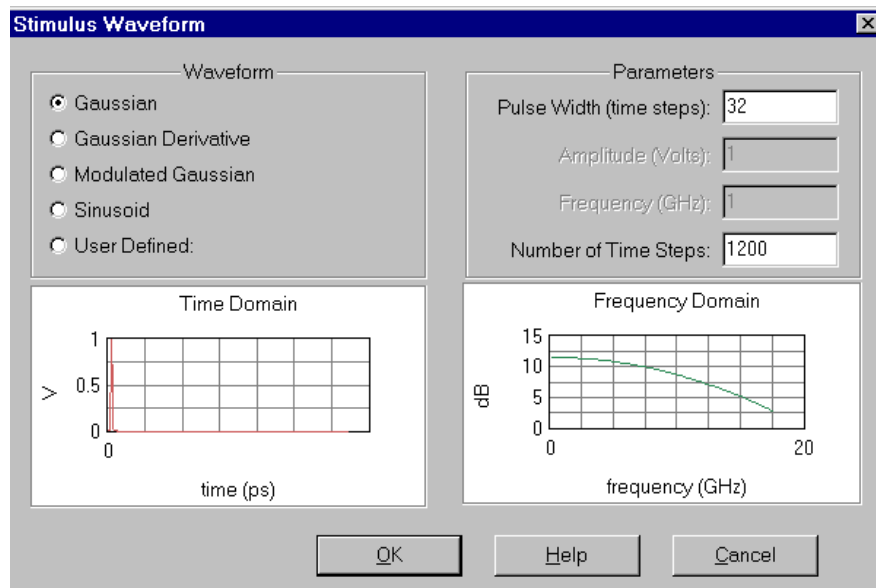 Stimulus Waveform
Waveform
Gaussian
Gaussian Derivative
Modulated Gaussian
Sinusoid
User Defined:
Parameters
Pulse Width (time steps): 32
Amplitude (Volts): 1
Frequency (GHz): 1
Number of Time Steps: 1200
Time Domain
1
0.5
0
V
0
time (ps)
Frequency Domain
15
10
5
0
dB
0 20
frequency (GHz)
OK Help Cancel